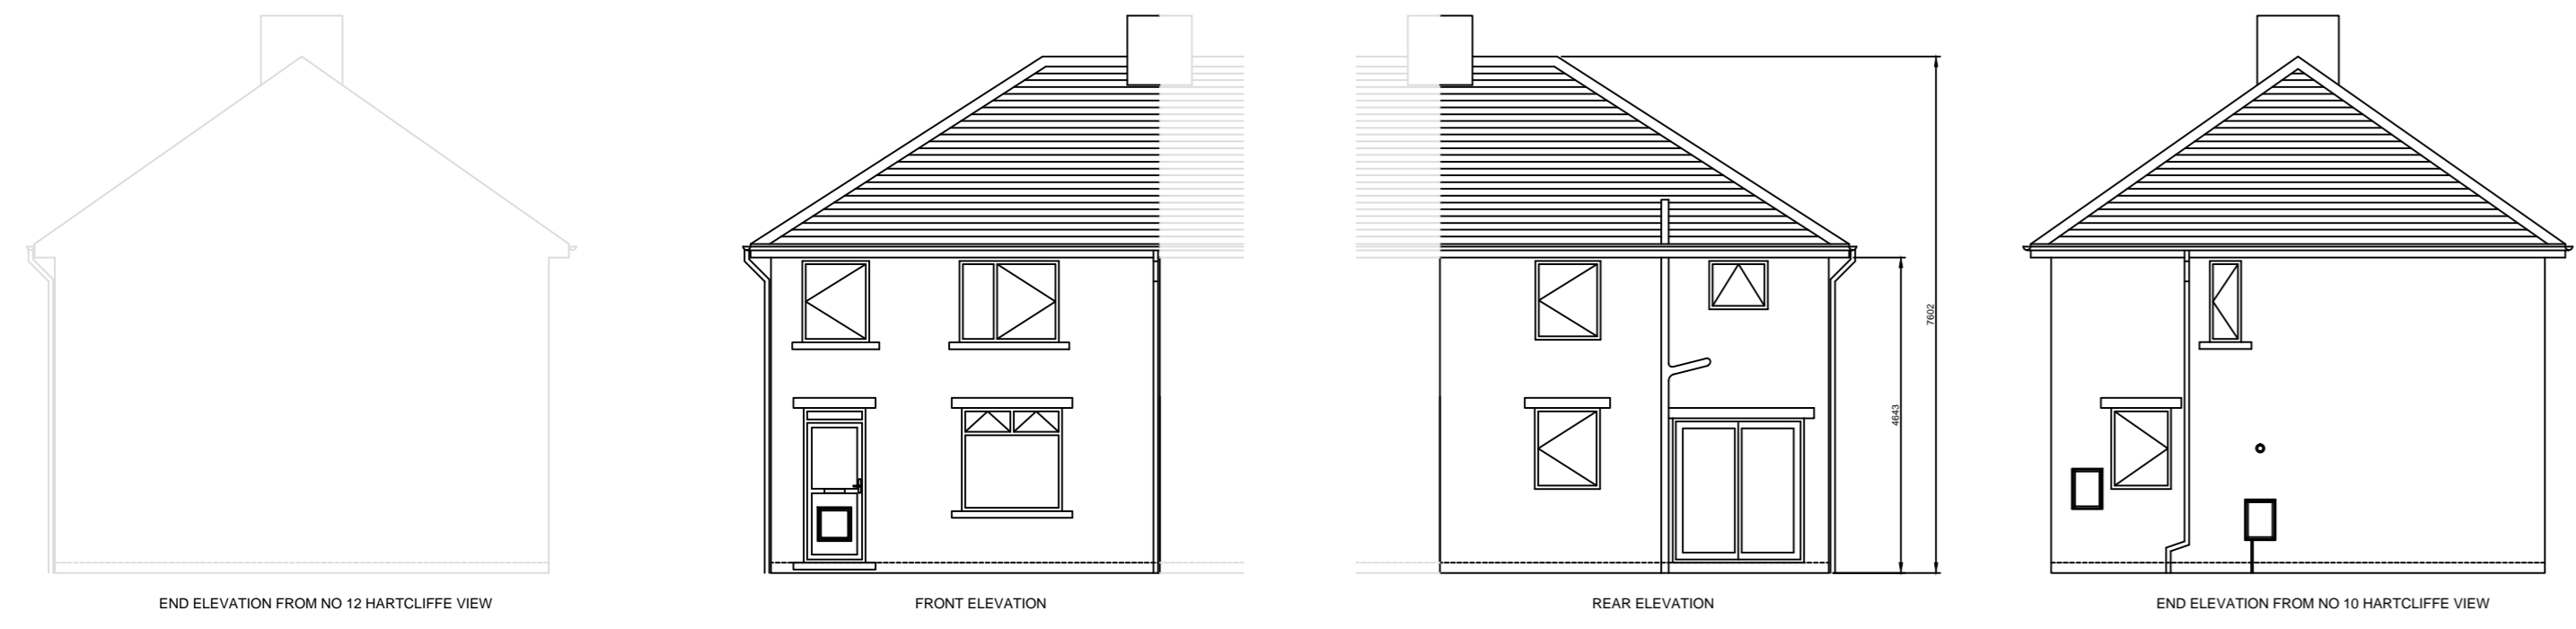 END ELEVATION FROM NO 12 HARTCLIFFE VIEW
FRONT ELEVATION
REAR ELEVATION
7602
4643
END ELEVATION FROM NO 10 HARTCLIFFE VIEW